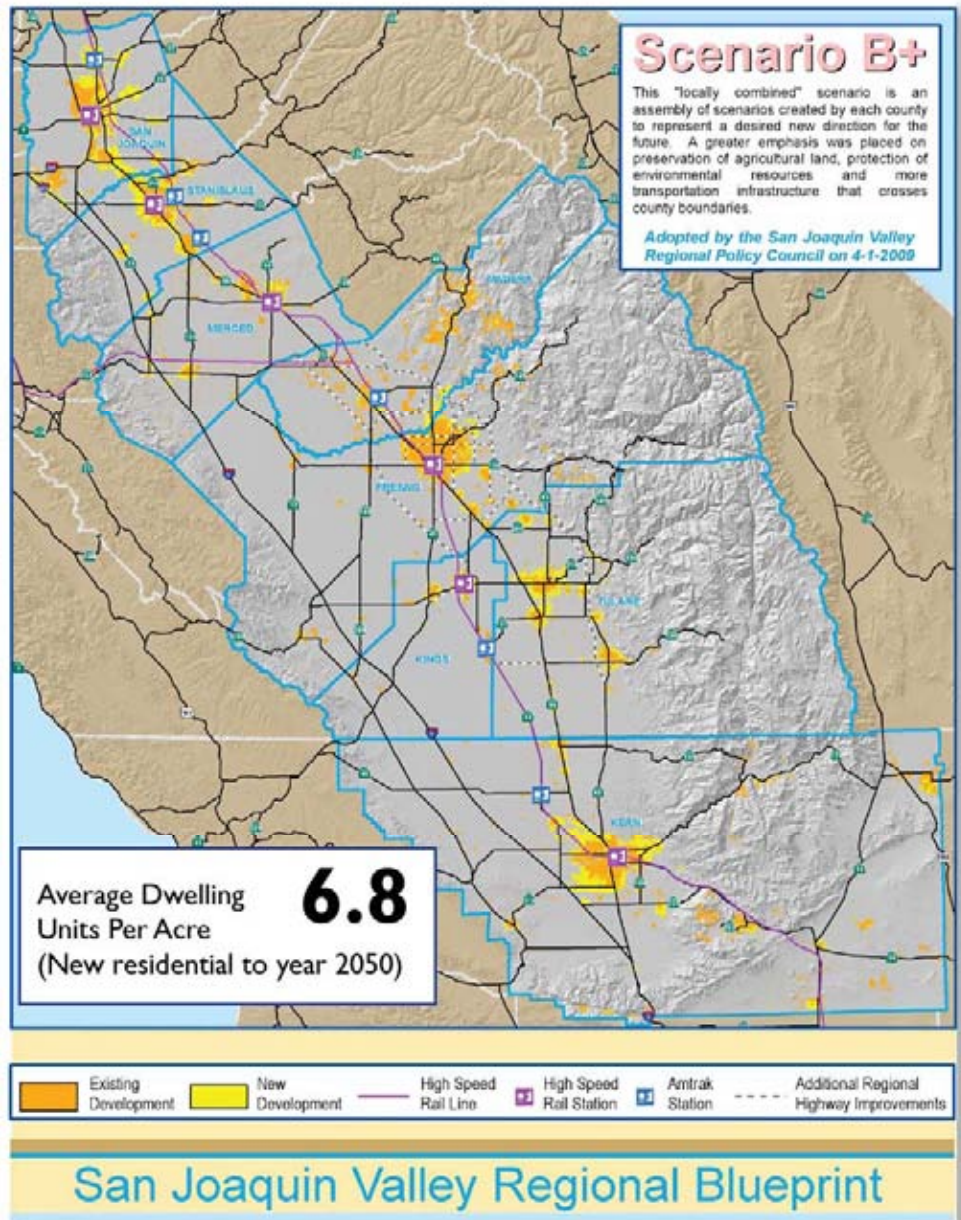 Scenario B+
This "locally combined" scenario is an
assembly of scenarios created by each county
to represent a desired new direction for the
future. A greater emphasis was placed on
preservation of agricultural land, protection of
environmental resources and more
transportation infrastructure that crosses
county boundaries.
Adopted by the San Joaquin Valley
Regional Policy Council on 4-1-2009
SAN
JOAQUIN
STANISLAUS
MADERA
MERCED
FRESNO
TULARE
KINGS
KERN
Average Dwelling
Units Per Acre
(New residential to year 2050)
6.8
Existing
Development
New
Development
High Speed
Rail Line
High Speed
Rail Station
Amtrak
Station
Additional Regional
Highway Improvements
San Joaquin Valley Regional Blueprint